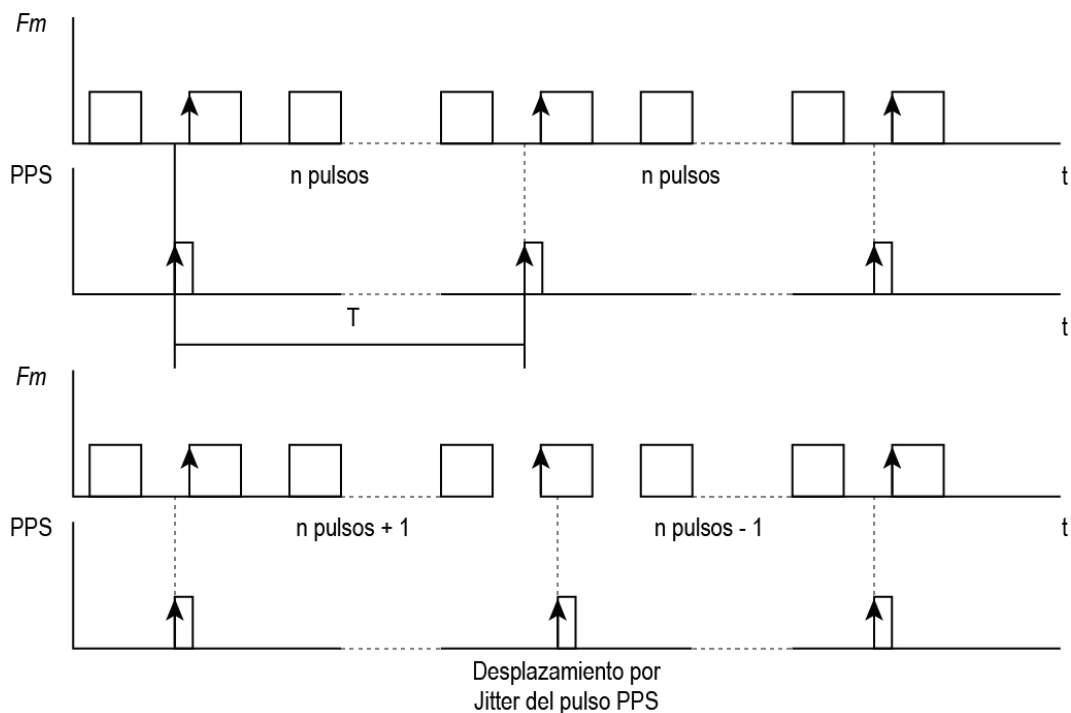 Fm
n pulsos n pulsos
PPS t
T
t
Fm
n pulsos + 1 n pulsos - 1
PPS t
Desplazamiento por
Jitter del pulso PPS